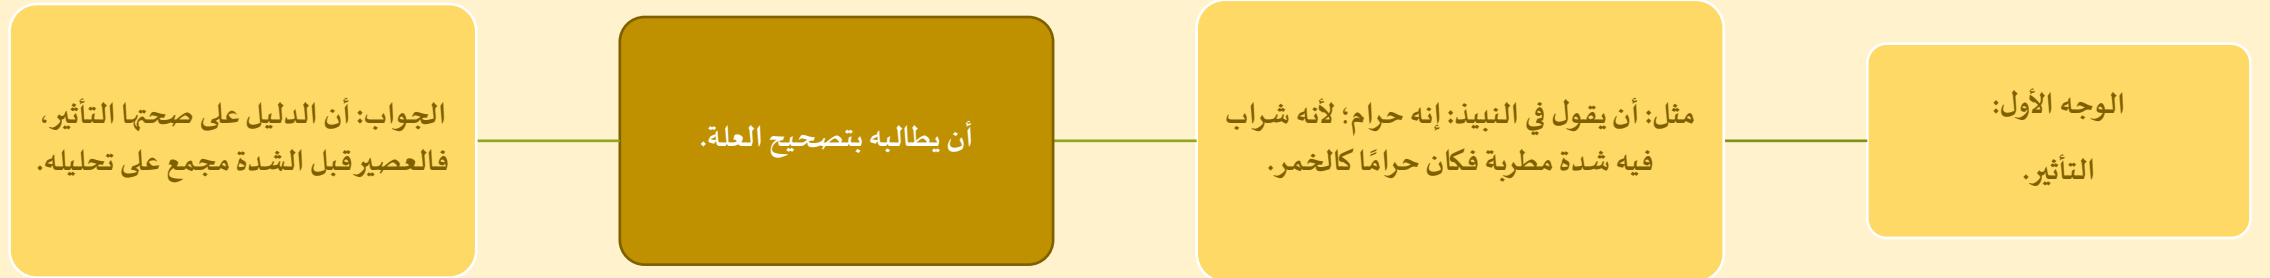 الوجه الأول:
التأثير.
مثل: أن يقول في النبيذ: إنه حرام؛ لأنه شراب
فيه شدة مطربة فكان حرامًا كالخمر.
أن يطالبه بتصحيح العلة.
الجواب: أن الدليل على صحتها التأثير،
فالعصير قبل الشدة مجمع على تحليله.